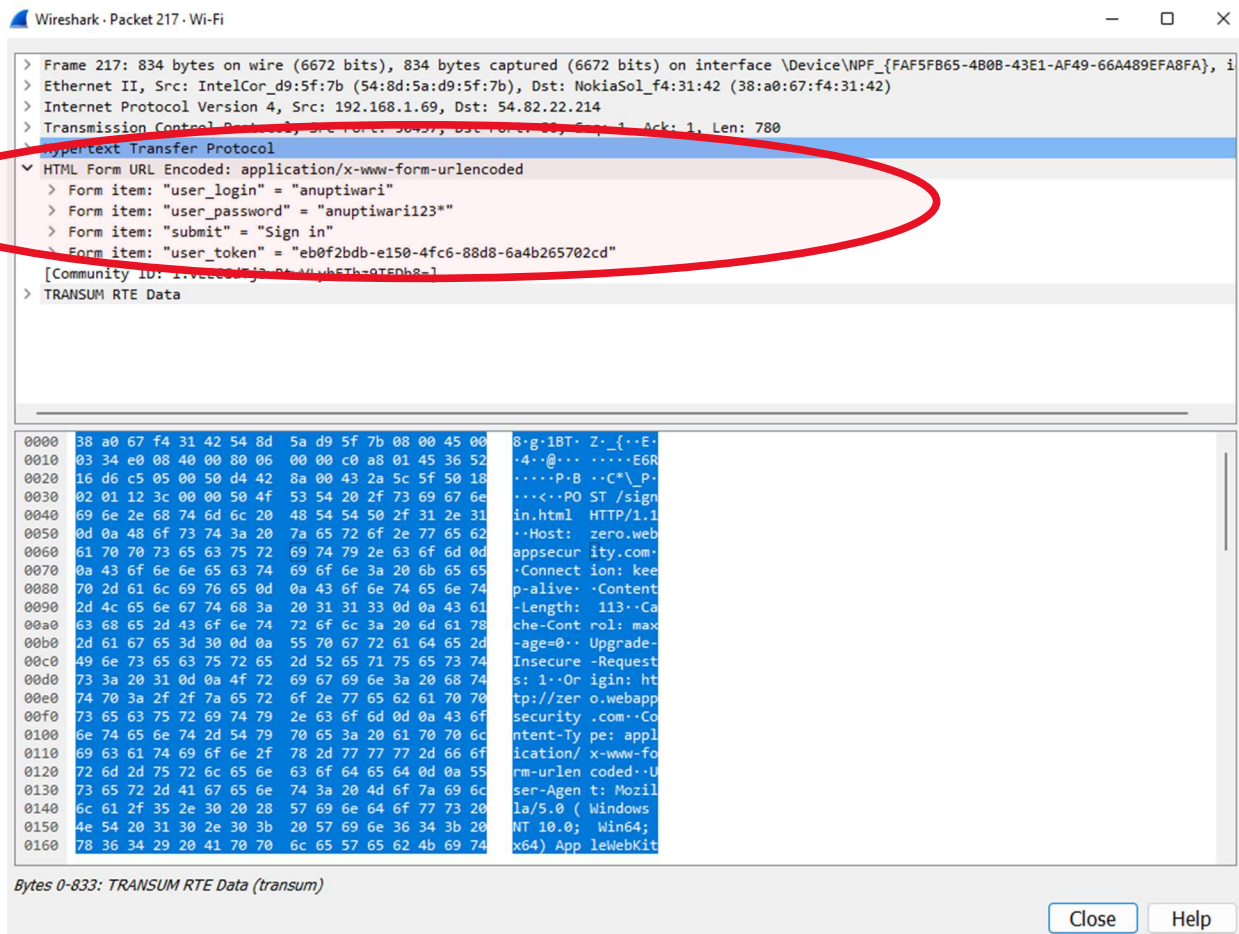 Wireshark · Packet 217 · Wi-Fi
> Frame 217: 834 bytes on wire (6672 bits), 834 bytes captured (6672 bits) on interface \Device\NPF_{FAF5FB65-4B0B-43E1-AF49-66A489EFA8FA}, i
> Ethernet II, Src: IntelCor_d9:5f:7b (54:8d:5a:d9:5f:7b), Dst: NokiaSol_f4:31:42 (38:a0:67:f4:31:42)
> Internet Protocol Version 4, Src: 192.168.1.69, Dst: 54.82.22.214
> Transmission Control Protocol, Src Port: Dst Port: Seq: 1, Ack: 1, Len: 780
> Hypertext Transfer Protocol
HTML Form URL Encoded: application/x-www-form-urlencoded
> Form item: "user_login" = "anuptiwari"
> Form item: "user_password" = "anuptiwari123*"
> Form item: "submit" = "Sign in"
> Form item: "user_token" = "eb0f2bdb-e150-4fc6-88d8-6a4b265702cd"
[Community ID:
> TRANSUM RTE Data
0000 38 a0 67 f4 31 42 54 8d 5a d9 5f 7b 08 00 45 00 8·g·1BT· Z·_{··E·
0010 03 34 e0 08 40 00 80 06 00 00 c0 a8 01 45 36 52 ·4··@··· ·····E6R
0020 16 d6 c5 05 00 50 d4 42 8a 00 43 2a 5c 5f 50 18 ·····P·B ··C*\_P·
0030 02 01 12 3c 00 00 50 4f 53 54 20 2f 73 69 67 6e ···<··PO ST /sign
0040 69 6e 2e 68 74 6d 6c 20 48 54 54 50 2f 31 2e 31 in.html  HTTP/1.1
0050 0d 0a 48 6f 73 74 3a 20 7a 65 72 6f 2e 77 65 62 ··Host:  zero.web
0060 61 70 70 73 65 63 75 72 69 74 79 2e 63 6f 6d 0d appsecur ity.com·
0070 0a 43 6f 6e 6e 65 63 74 69 6f 6e 3a 20 6b 65 65 ·Connect ion: kee
0080 70 2d 61 6c 69 76 65 0d 0a 43 6f 6e 74 65 6e 74 p-alive· ·Content
0090 2d 4c 65 6e 67 74 68 3a 20 31 31 33 0d 0a 43 61 -Length:  113··Ca
00a0 63 68 65 2d 43 6f 6e 74 72 6f 6c 3a 20 6d 61 78 che-Cont rol: max
00b0 2d 61 67 65 3d 30 0d 0a 55 70 67 72 61 64 65 2d -age=0·· Upgrade-
00c0 49 6e 73 65 63 75 72 65 2d 52 65 71 75 65 73 74 Insecure -Request
00d0 73 3a 20 31 0d 0a 4f 72 69 67 69 6e 3a 20 68 74 s: 1··Or igin: ht
00e0 74 70 3a 2f 2f 7a 65 72 6f 2e 77 65 62 61 70 70 tp://zer o.webapp
00f0 73 65 63 75 72 69 74 79 2e 63 6f 6d 0d 0a 43 6f security .com··Co
0100 6e 74 65 6e 74 2d 54 79 70 65 3a 20 61 70 70 6c ntent-Ty pe: appl
0110 69 63 61 74 69 6f 6e 2f 78 2d 77 77 77 2d 66 6f ication/ x-www-fo
0120 72 6d 2d 75 72 6c 65 6e 63 6f 64 65 64 0d 0a 55 rm-urlen coded··U
0130 73 65 72 2d 41 67 65 6e 74 3a 20 4d 6f 7a 69 6c ser-Agen t: Mozil
0140 6c 61 2f 35 2e 30 20 28 57 69 6e 64 6f 77 73 20 la/5.0 ( Windows
0150 4e 54 20 31 30 2e 30 3b 20 57 69 6e 36 34 3b 20 NT 10.0;  Win64;
0160 78 36 34 29 20 41 70 70 6c 65 57 65 62 4b 69 74 x64) App leWebKit
Bytes 0-833: TRANSUM RTE Data (transum)
Close Help